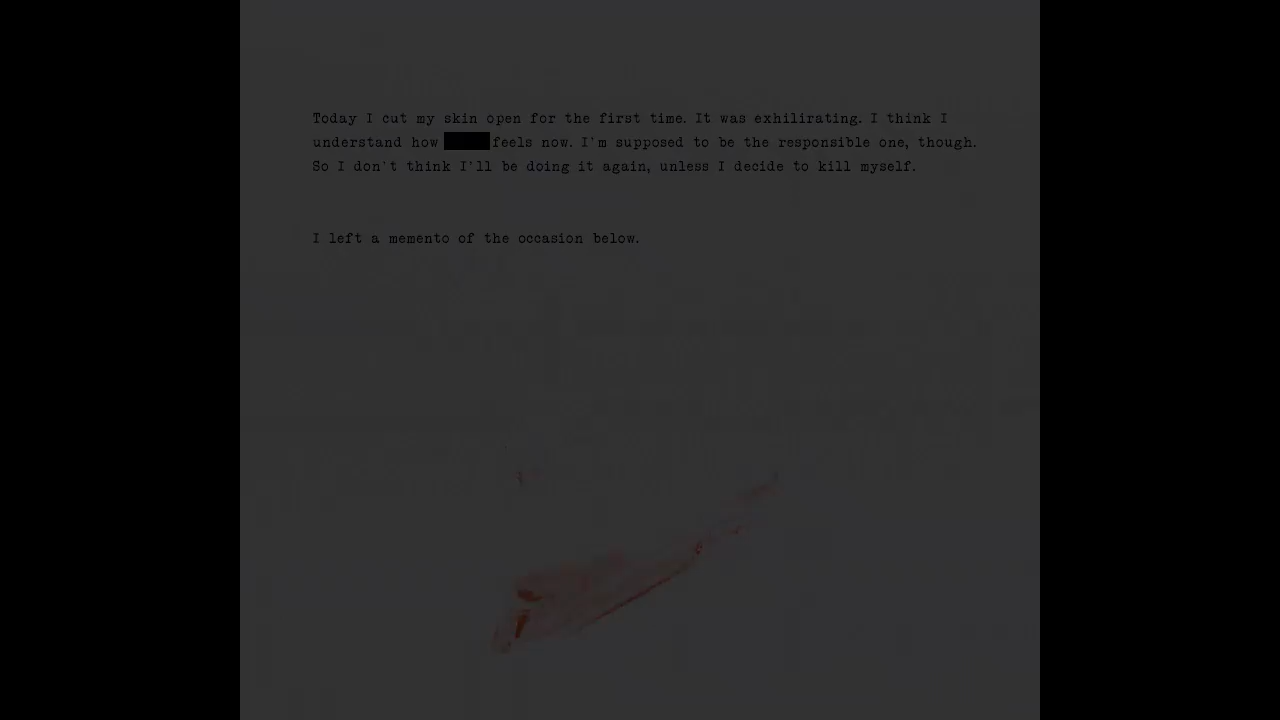 Today I cut my skin open for the first time. It was exhilirating. I think I
understand how feels now. I'm supposed to be the responsible one, though.
So I don't think I'll be doing it again, unless I decide to kill myself.
I left a memento of the occasion below.